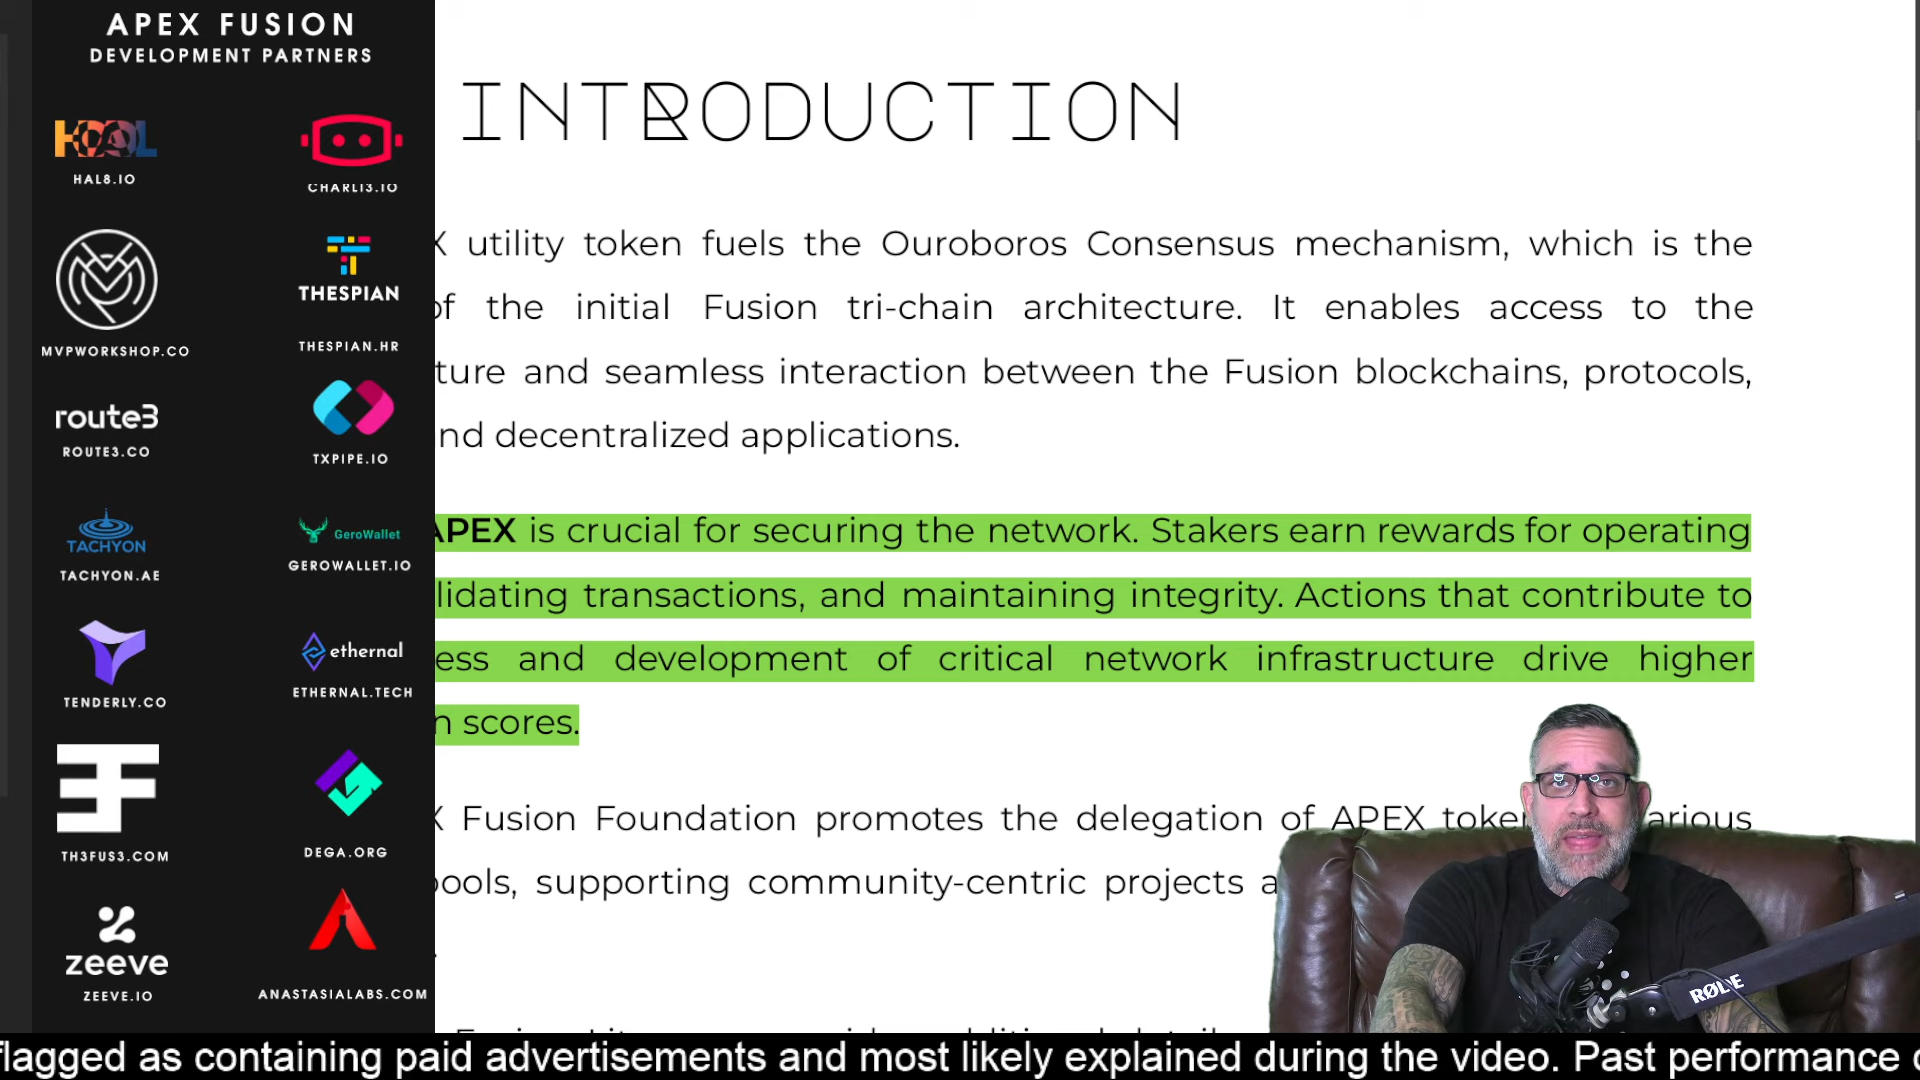 APEX FUSION
DEVELOPMENT PARTNERS
HAL8.IO
CHARLI3.IO
MVPWORKSHOP.CO
THESPIAN
THESPIAN.HR
route3
ROUTE3.CO
TXPIPE.IO
TACHYON
TACHYON.AE
GeroWallet
GEROWALLET.IO
TENDERLY.CO
ethernal
ETHERNAL.TECH
TH3FUS3.COM
DEGA.ORG
zeeve
ZEEVE.IO
ANASTASIALABS.COM
INTRODUCTION
X utility token fuels the Ouroboros Consensus mechanism, which is the
of the initial Fusion tri-chain architecture. It enables access to the
ture and seamless interaction between the Fusion blockchains, protocols,
nd decentralized applications.
APEX is crucial for securing the network. Stakers earn rewards for operating
lidating transactions, and maintaining integrity. Actions that contribute to
ess and development of critical network infrastructure drive higher
n scores.
X Fusion Foundation promotes the delegation of APEX toke arious
pools, supporting community-centric projects a
RØDE
flagged as containing paid advertisements and most likely explained during the video. Past performance